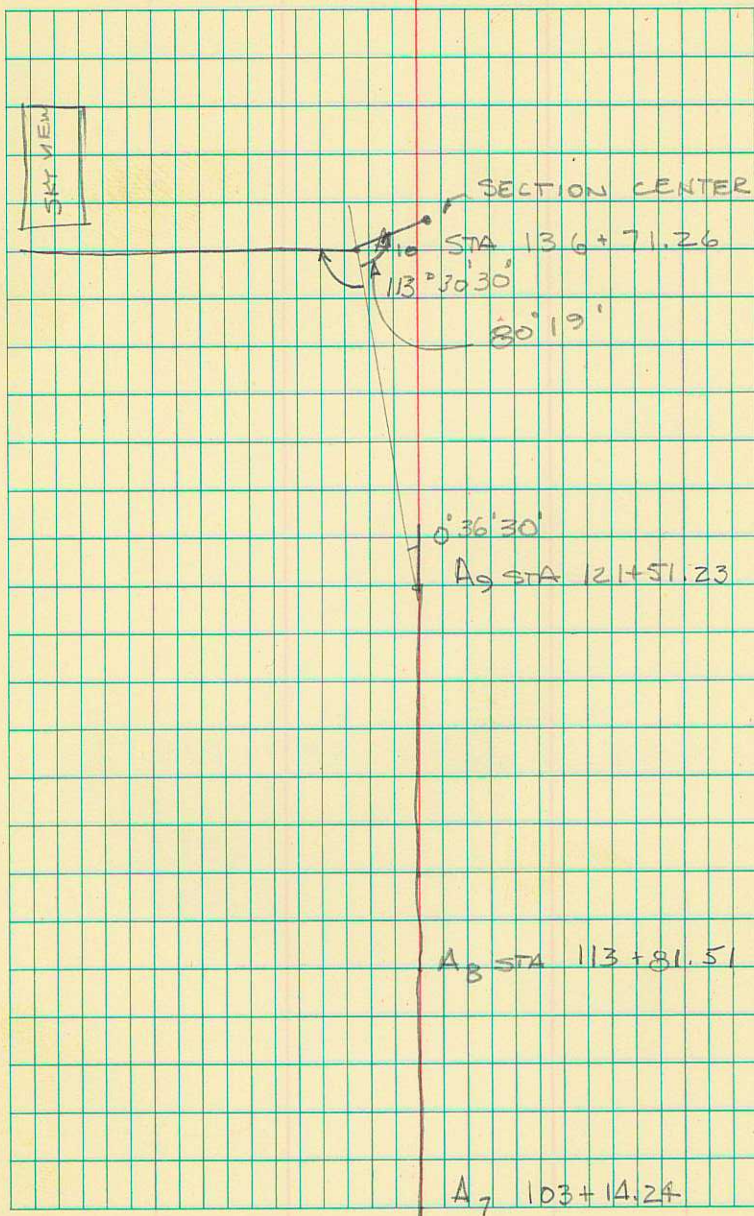 SKY VIEW
SECTION CENTER
A10 STA 136+71.26
113°30'30"
80°19'
0°36'30"
A9 STA 121+51.23
A8 STA 113+81.51
A7 103+14.24